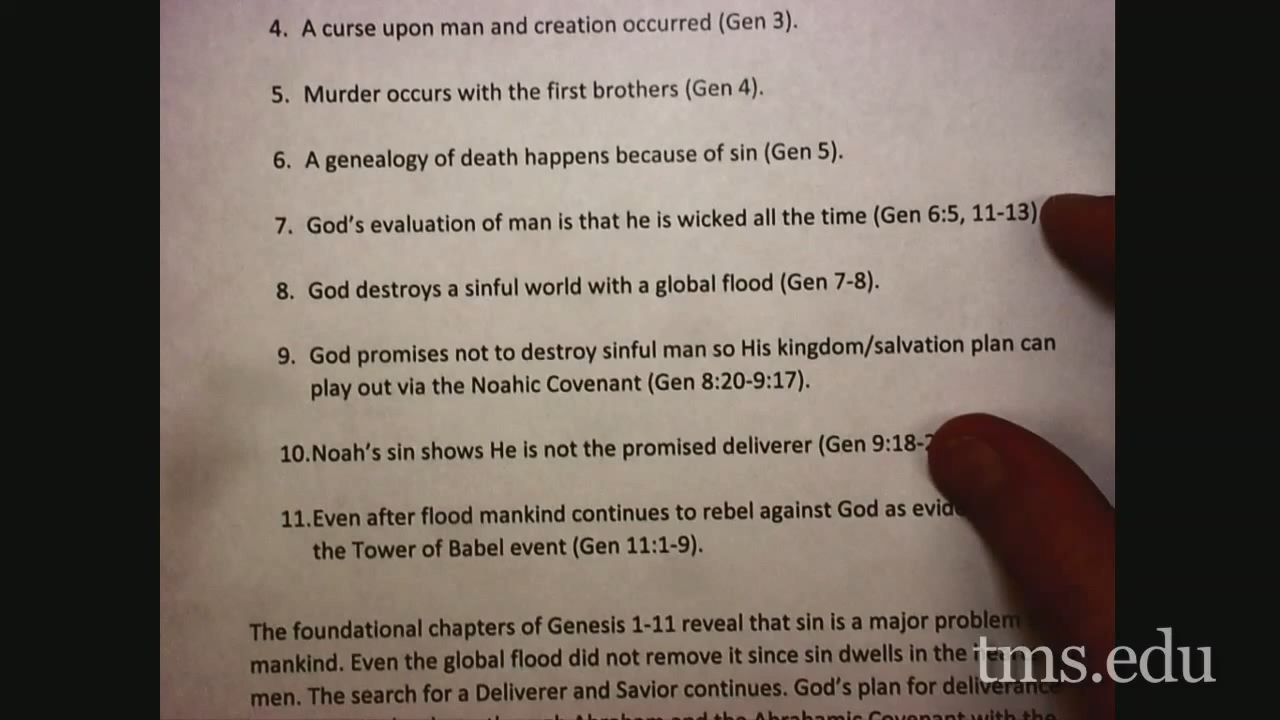 4. A curse upon man and creation occurred (Gen 3).
5. Murder occurs with the first brothers (Gen 4).
6. A genealogy of death happens because of sin (Gen 5).
7. God's evaluation of man is that he is wicked all the time (Gen 6:5, 11-13)
8. God destroys a sinful world with a global flood (Gen 7-8).
9. God promises not to destroy sinful man so His kingdom/salvation plan can
play out via the Noahic Covenant (Gen 8:20-9:17).
10.Noah's sin shows He is not the promised deliverer (Gen 9:18-
11.Even after flood mankind continues to rebel against God as
the Tower of Babel event (Gen 11:1-9).
The foundational chapters of Genesis 1-11 reveal that sin is a major problem
mankind. Even the global flood did not remove it since sin dwells in the
men. The search for a Deliverer and Savior continues. God's plan for deliverance
Abraham and the Abrahamic Covenant with the
tms.edu